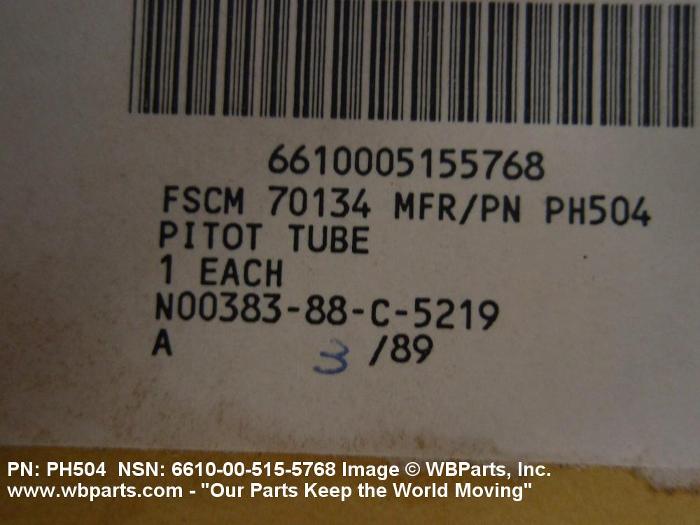 6610005155768
FSCM 70134 MFR/PN PH504
PITOT TUBE
1 EACH
N00383-88-C-5219
A 3 /89
PN: PH504 NSN: 6610-00-515-5768 Image © WBParts, Inc.
www.wbparts.com - "Our Parts Keep the World Moving"